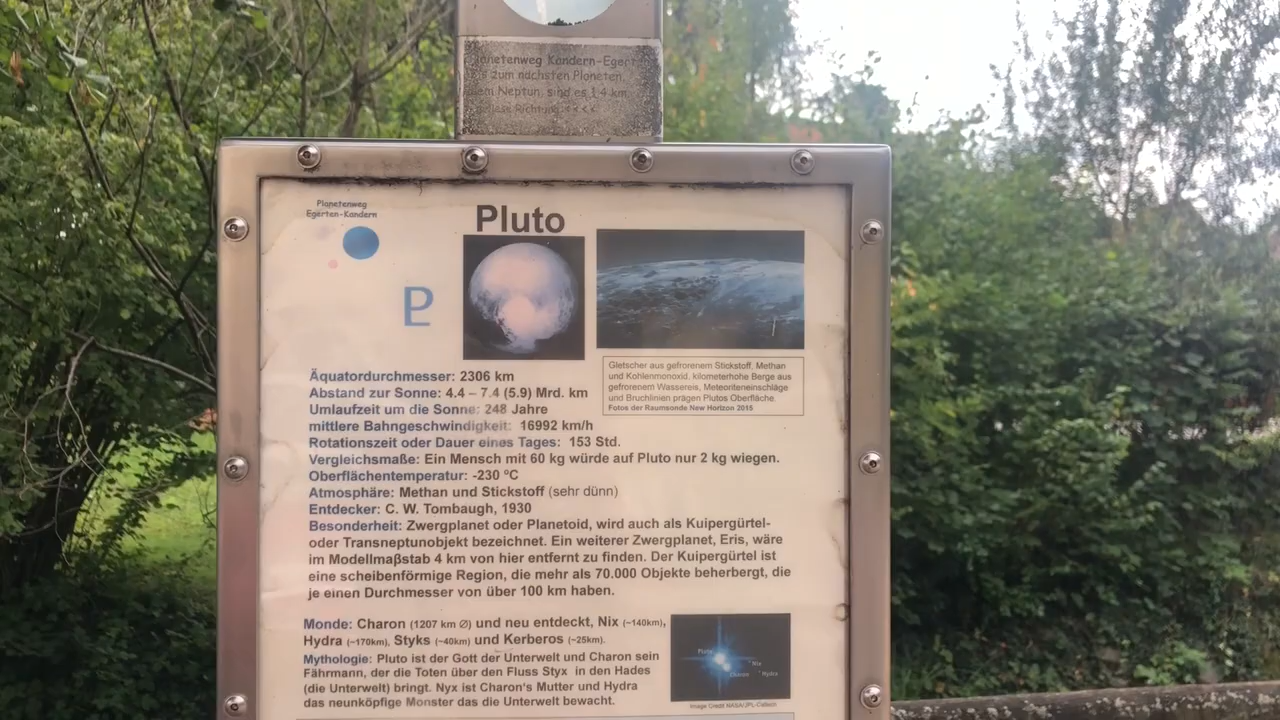 Planetenweg Kandern-Egerten
zum nächsten Planeten,
dem Neptun, sind es 1,4 km
Richtung <<<<
Planetenweg
Egerten-Kandern
Pluto
P
Gletscher aus gefrorenem Stickstoff, Methan
und Kohlenmonoxid, kilometerhohe Berge aus
gefrorenem Wassereis, Meteoriteneinschläge
und Bruchlinien prägen Plutos Oberfläche.
Fotos der Raumsonde New Horizon 2015
Äquatordurchmesser: 2306 km
Abstand zur Sonne: 4.4 – 7.4 (5.9) Mrd. km
Umlaufzeit um die Sonne: 248 Jahre
mittlere Bahngeschwindigkeit: 16992 km/h
Rotationszeit oder Dauer eines Tages: 153 Std.
Vergleichsmaße: Ein Mensch mit 60 kg würde auf Pluto nur 2 kg wiegen.
Oberflächentemperatur: -230 ºC
Atmosphäre: Methan und Stickstoff (sehr dünn)
Entdecker: C. W. Tombaugh, 1930
Besonderheit: Zwergplanet oder Planetoid, wird auch als Kuipergürtel-
oder Transneptunobjekt bezeichnet. Ein weiterer Zwergplanet, Eris, wäre
im Modellmaßstab 4 km von hier entfernt zu finden. Der Kuipergürtel ist
eine scheibenförmige Region, die mehr als 70.000 Objekte beherbergt, die
je einen Durchmesser von über 100 km haben.
Monde: Charon (1207 km ∅) und neu entdeckt, Nix (~140km),
Hydra (~170km), Styks (~40km) und Kerberos (~25km).
Mythologie: Pluto ist der Gott der Unterwelt und Charon sein
Fährmann, der die Toten über den Fluss Styx in den Hades
(die Unterwelt) bringt. Nyx ist Charon's Mutter und Hydra
das neunköpfige Monster das die Unterwelt bewacht.
Pluto
Nix
Charon
Hydra
Image Credit NASA/JPL-Caltech